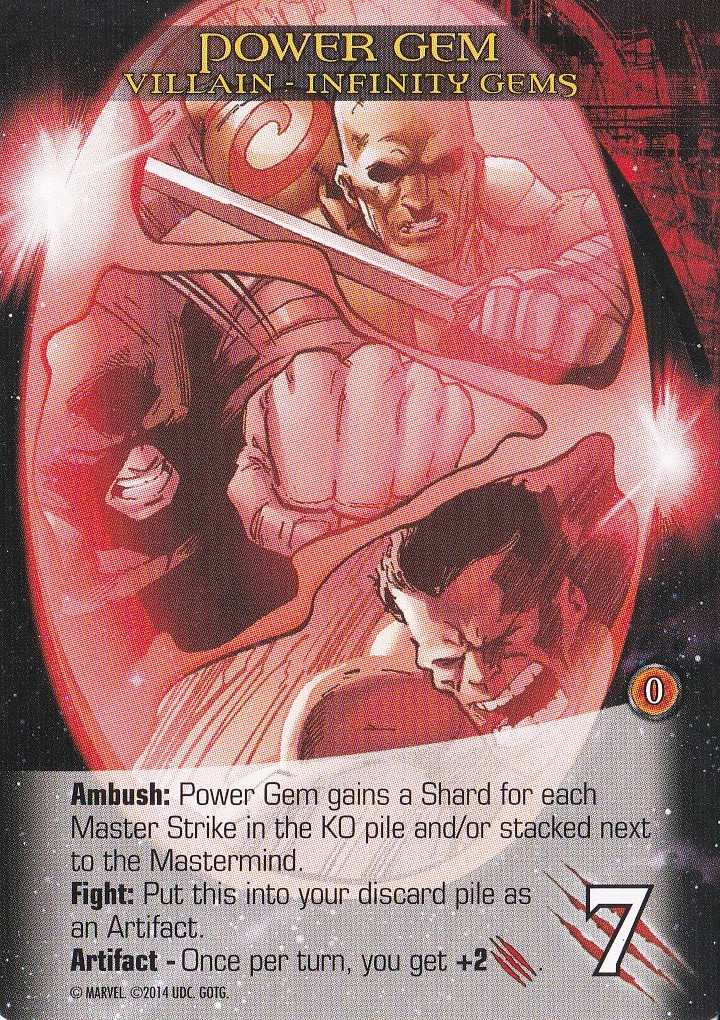 POWER GEM
VILLAIN - INFINITY GEMS
0
Ambush: Power Gem gains a Shard for each
Master Strike in the KO pile and/or stacked next
to the Mastermind.
Fight: Put this into your discard pile as
an Artifact.
Artifact - Once per turn, you get +2.
7
© MARVEL. ©2014 UDC. GOTG.